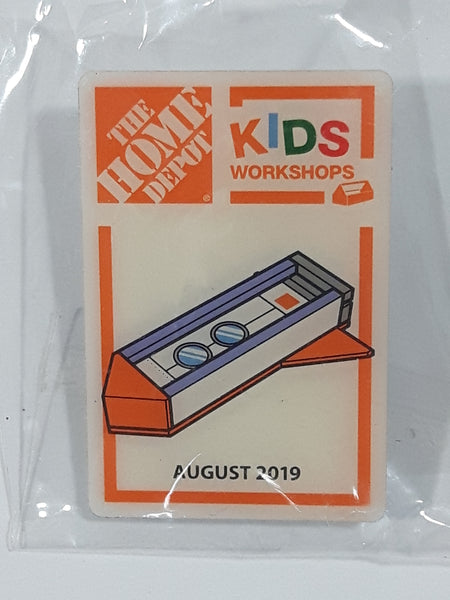 THE
HOME
DEPOT
KIDS
WORKSHOPS
AUGUST 2019